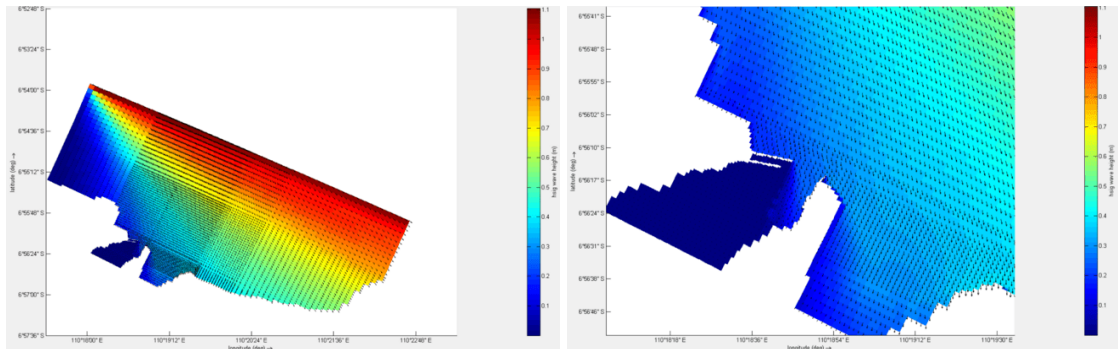 6°52'48" S
6°53'24" S
6°54'00" S
6°54'36" S
6°55'12" S
6°55'48" S
6°56'24" S
6°57'00" S
6°57'36" S
latitude (deg) →
110°18'00" E
110°19'12" E
110°20'24" E
110°21'36" E
110°22'48" E
longitude (deg) →
1.1
1
0.9
0.8
0.7
0.6
0.5
0.4
0.3
0.2
0.1
hsig wave height (m)
6°55'41" S
6°55'48" S
6°55'55" S
6°56'02" S
6°56'10" S
6°56'17" S
6°56'24" S
6°56'31" S
6°56'38" S
6°56'46" S
latitude (deg) →
110°18'18" E
110°18'36" E
110°18'54" E
110°19'12" E
110°19'30" E
longitude (deg) →
1.1
1
0.9
0.8
0.7
0.6
0.5
0.4
0.3
0.2
0.1
hsig wave height (m)